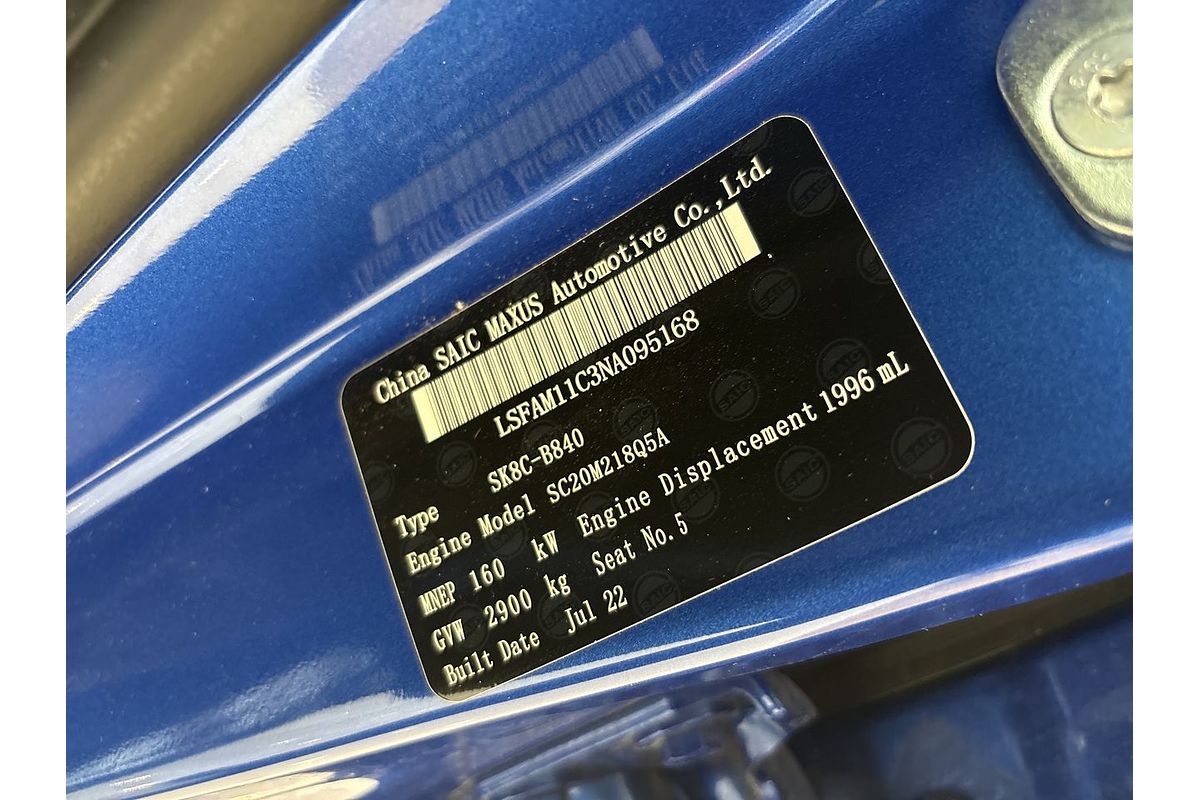 China SAIC MAXUS Automotive Co.,Ltd.
LSFAM11C3NA095168
Type SK8C-B840
Engine Model SC20M218Q5A
MNEP 160 kW Engine Displacement 1996 mL
GVW 2900 kg Seat No.5
Built Date Jul 22
SAIC